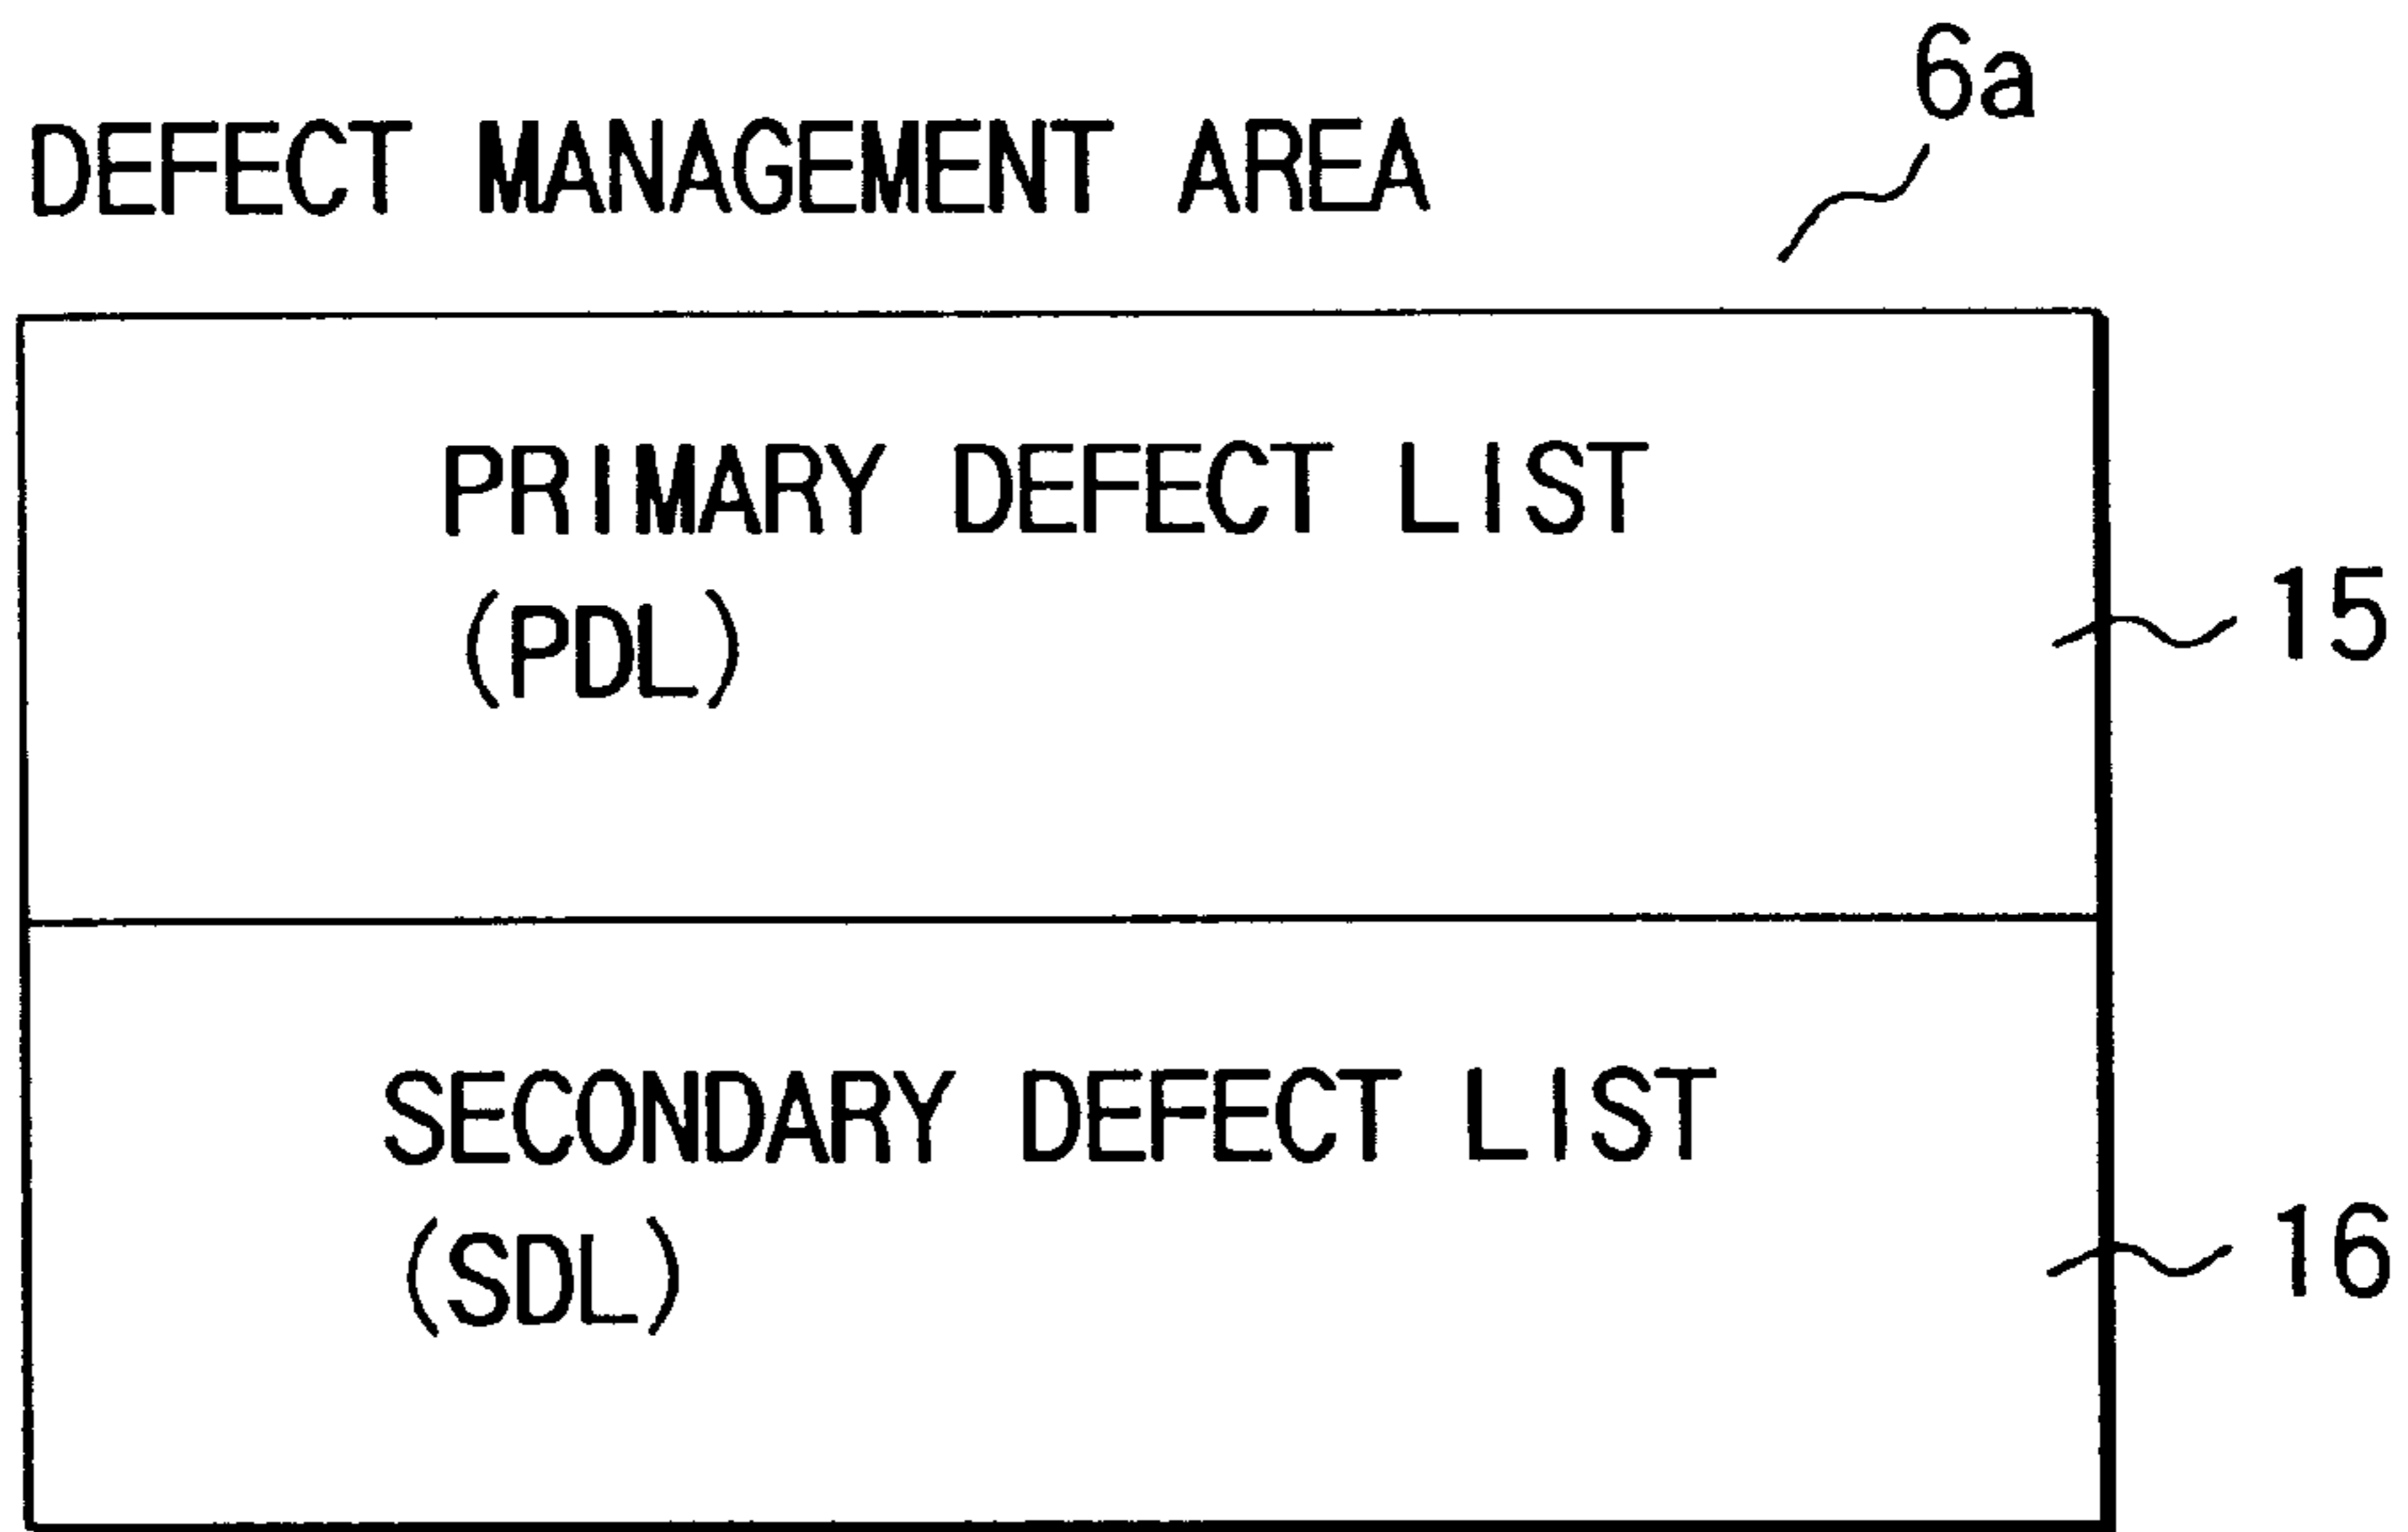 6a
DEFECT MANAGEMENT AREA
PRIMARY DEFECT LIST
(PDL)
15
SECONDARY DEFECT LIST
(SDL)
16